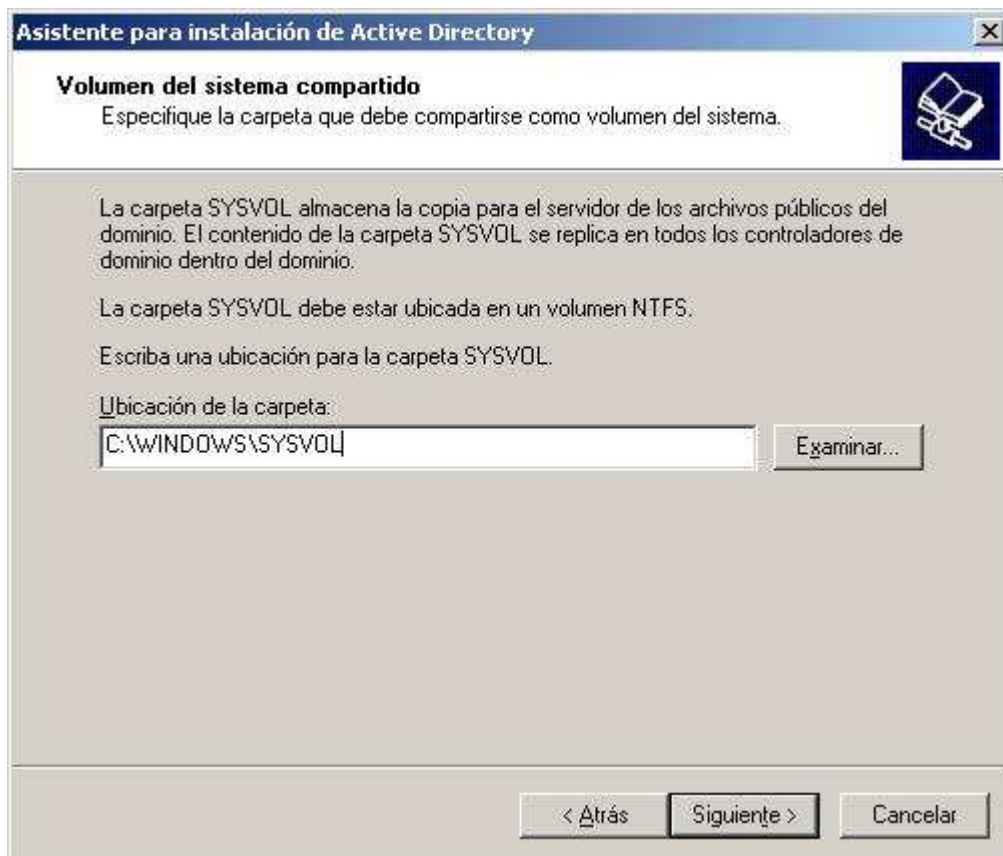 Asistente para instalación de Active Directory
Volumen del sistema compartido
Especifique la carpeta que debe compartirse como volumen del sistema.
La carpeta SYSVOL almacena la copia para el servidor de los archivos públicos del
dominio. El contenido de la carpeta SYSVOL se replica en todos los controladores de
dominio dentro del dominio.
La carpeta SYSVOL debe estar ubicada en un volumen NTFS.
Escriba una ubicación para la carpeta SYSVOL.
Ubicación de la carpeta:
C:\WINDOWS\SYSVOL
Examinar...
< Atrás
Siguiente >
Cancelar